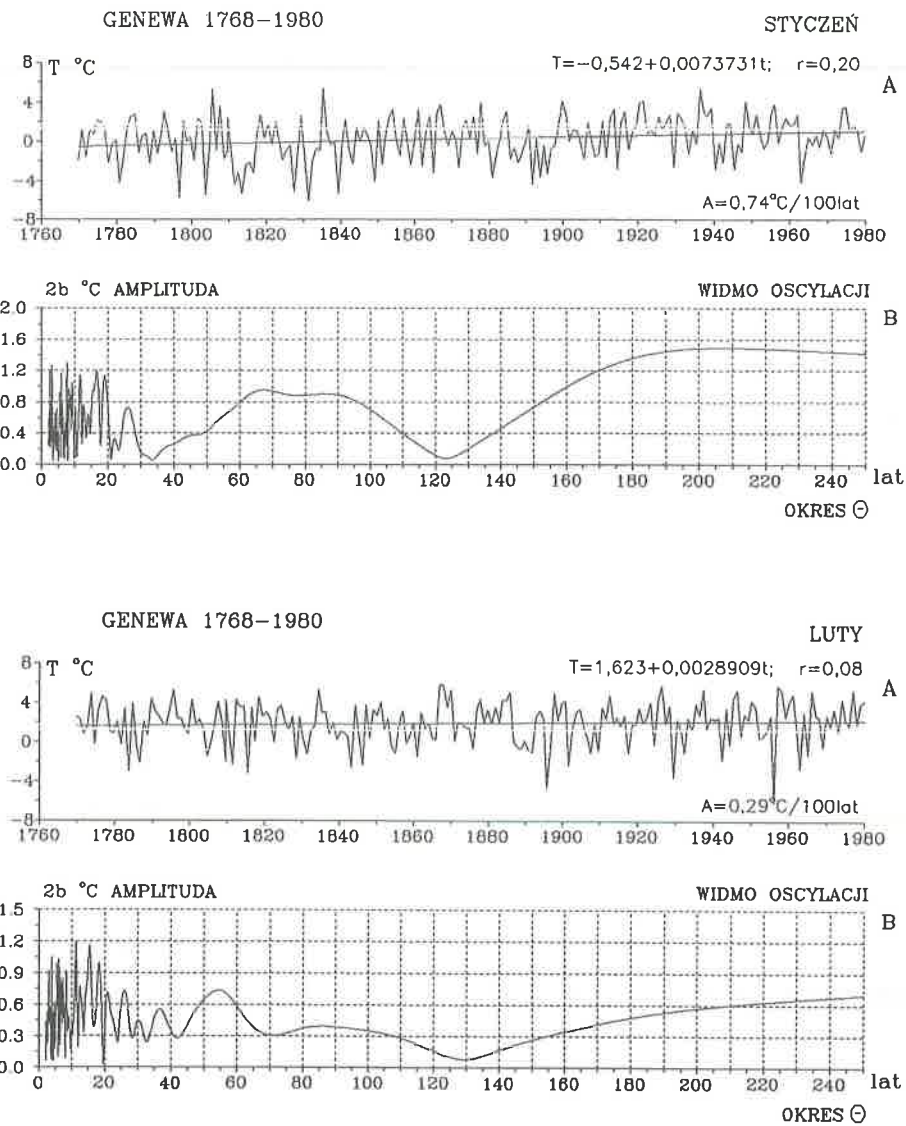 GENEWA 1768-1980
STYCZEŃ
T °C
T=-0,542+0,0073731t; r=0,20
A
8
4
0
-4
-8
A=0,74°C/100lat
1760 1780 1800 1820 1840 1860 1880 1900 1920 1940 1960 1980
2b °C AMPLITUDA
WIDMO OSCYLACJI
B
2.0
1.6
1.2
0.8
0.4
0.0
0 20 40 60 80 100 120 140 160 180 200 220 240 lat
OKRES Θ
GENEWA 1768-1980
LUTY
T °C
T=1,623+0,0028909t; r=0,08
A
8
4
0
-4
-8
A=0,29°C/100lat
1760 1780 1800 1820 1840 1860 1880 1900 1920 1940 1960 1980
2b °C AMPLITUDA
WIDMO OSCYLACJI
B
1.5
1.2
0.9
0.6
0.3
0.0
0 20 40 60 80 100 120 140 160 180 200 220 240 lat
OKRES Θ